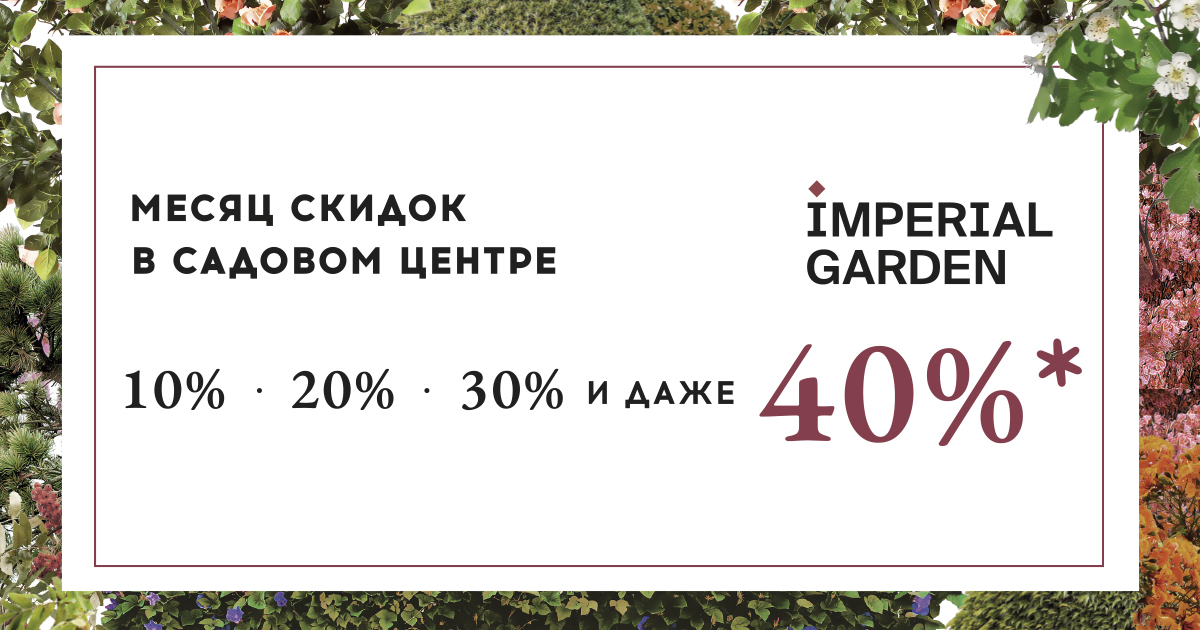 МЕСЯЦ СКИДОК
В САДОВОМ ЦЕНТРЕ
IMPERIAL
GARDEN
10% · 20% · 30% И ДАЖЕ 40%*